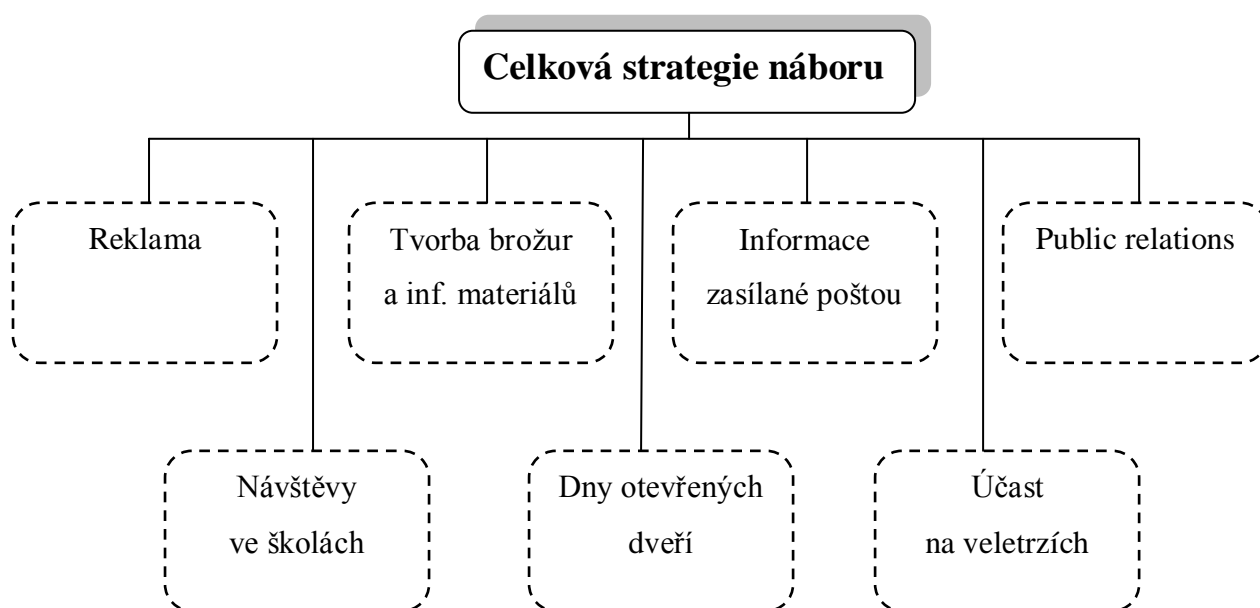 Celková strategie náboru
Reklama
Tvorba brožur
a inf. materiálů
Informace
zasílané poštou
Public relations
Návštěvy
ve školách
Dny otevřených
dveří
Účast
na veletrzích